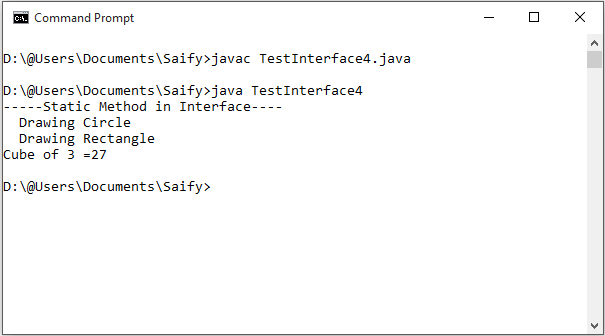 Command Prompt
D:\@Users\Documents\Saify>javac TestInterface4.java
D:\@Users\Documents\Saify>java TestInterface4
-----Static Method in Interface----
  Drawing Circle
  Drawing Rectangle
Cube of 3 =27
D:\@Users\Documents\Saify>